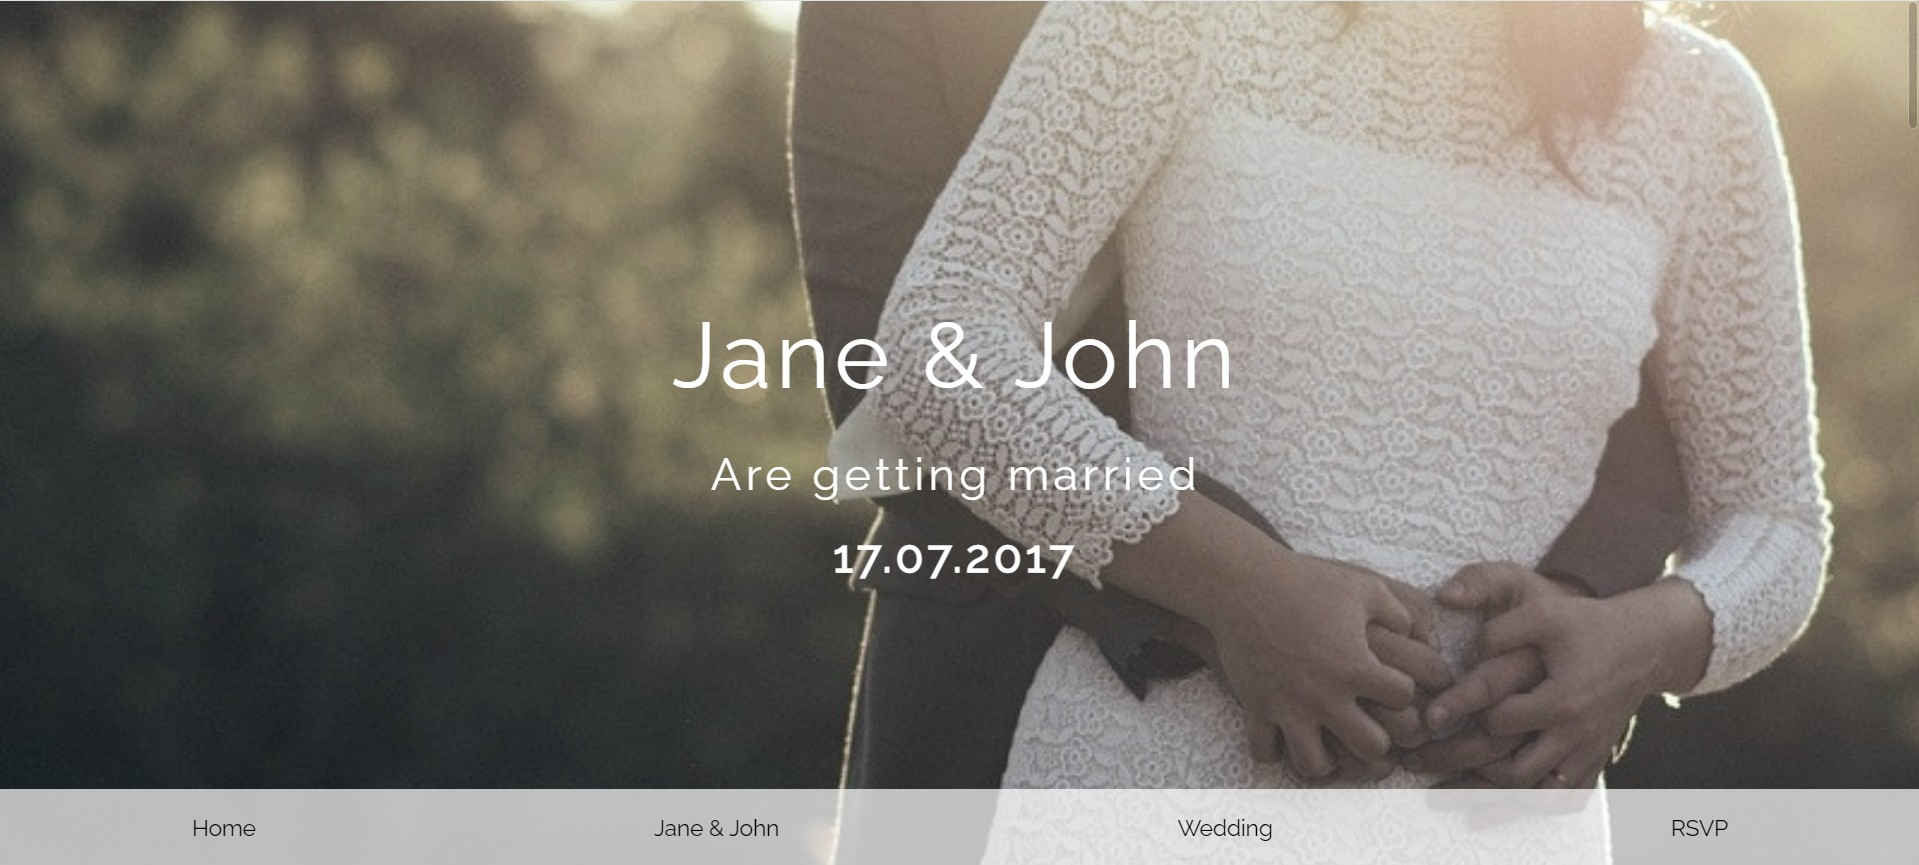 Jane & John
Are getting married
17.07.2017
Home
Jane & John
Wedding
RSVP